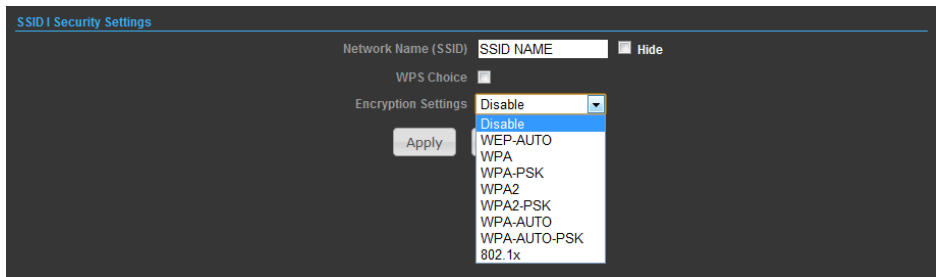 SSID I Security Settings
Network Name (SSID) SSID NAME Hide
WPS Choice
Encryption Settings Disable
Disable
WEP-AUTO
Apply
WPA
WPA-PSK
WPA2
WPA2-PSK
WPA-AUTO
WPA-AUTO-PSK
802.1x